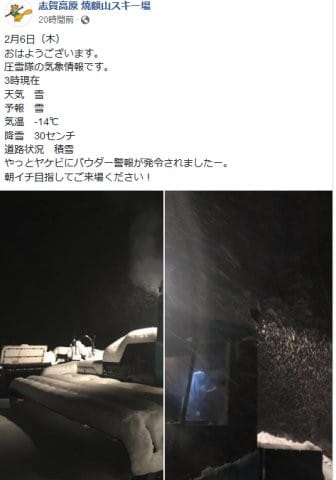 志賀高原 焼額山スキー場
20時間前・
2月6日（木）
おはようございます。
圧雪隊の気象情報です。
3時現在
天気　雪
予報　雪
気温　-14℃
降雪　30センチ
道路状況　積雪
やっとヤケビにパウダー警報が発令されましたー。
朝イチ目指してご来場ください！